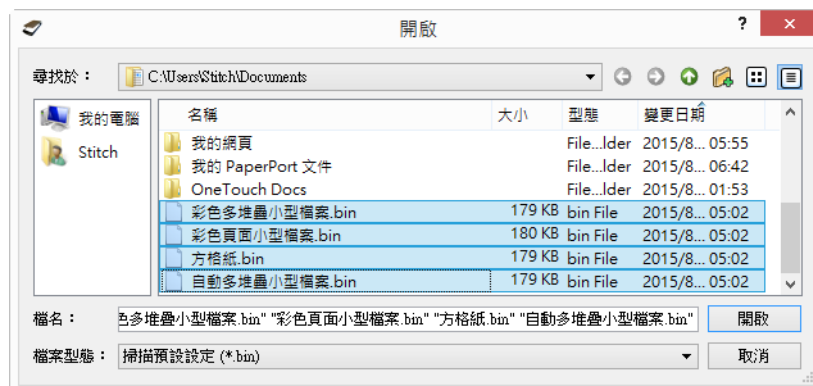 開啟
?
×
尋找於：
C:\Users\Stitch\Documents
我的電腦
Stitch
名稱 大小 型態 變更日期
我的網頁 File...lder 2015/8... 05:55
我的 PaperPort 文件 File...lder 2015/8... 06:42
OneTouch Docs File...lder 2015/8... 01:53
彩色多堆疊小型檔案.bin 179 KB bin File 2015/8... 05:02
彩色頁面小型檔案.bin 180 KB bin File 2015/8... 05:02
方格紙.bin 179 KB bin File 2015/8... 05:02
自動多堆疊小型檔案.bin 179 KB bin File 2015/8... 05:02
檔名： 色多堆疊小型檔案.bin" "彩色頁面小型檔案.bin" "方格紙.bin" "自動多堆疊小型檔案.bin" 開啟
檔案型態： 掃描預設設定 (*.bin) 取消